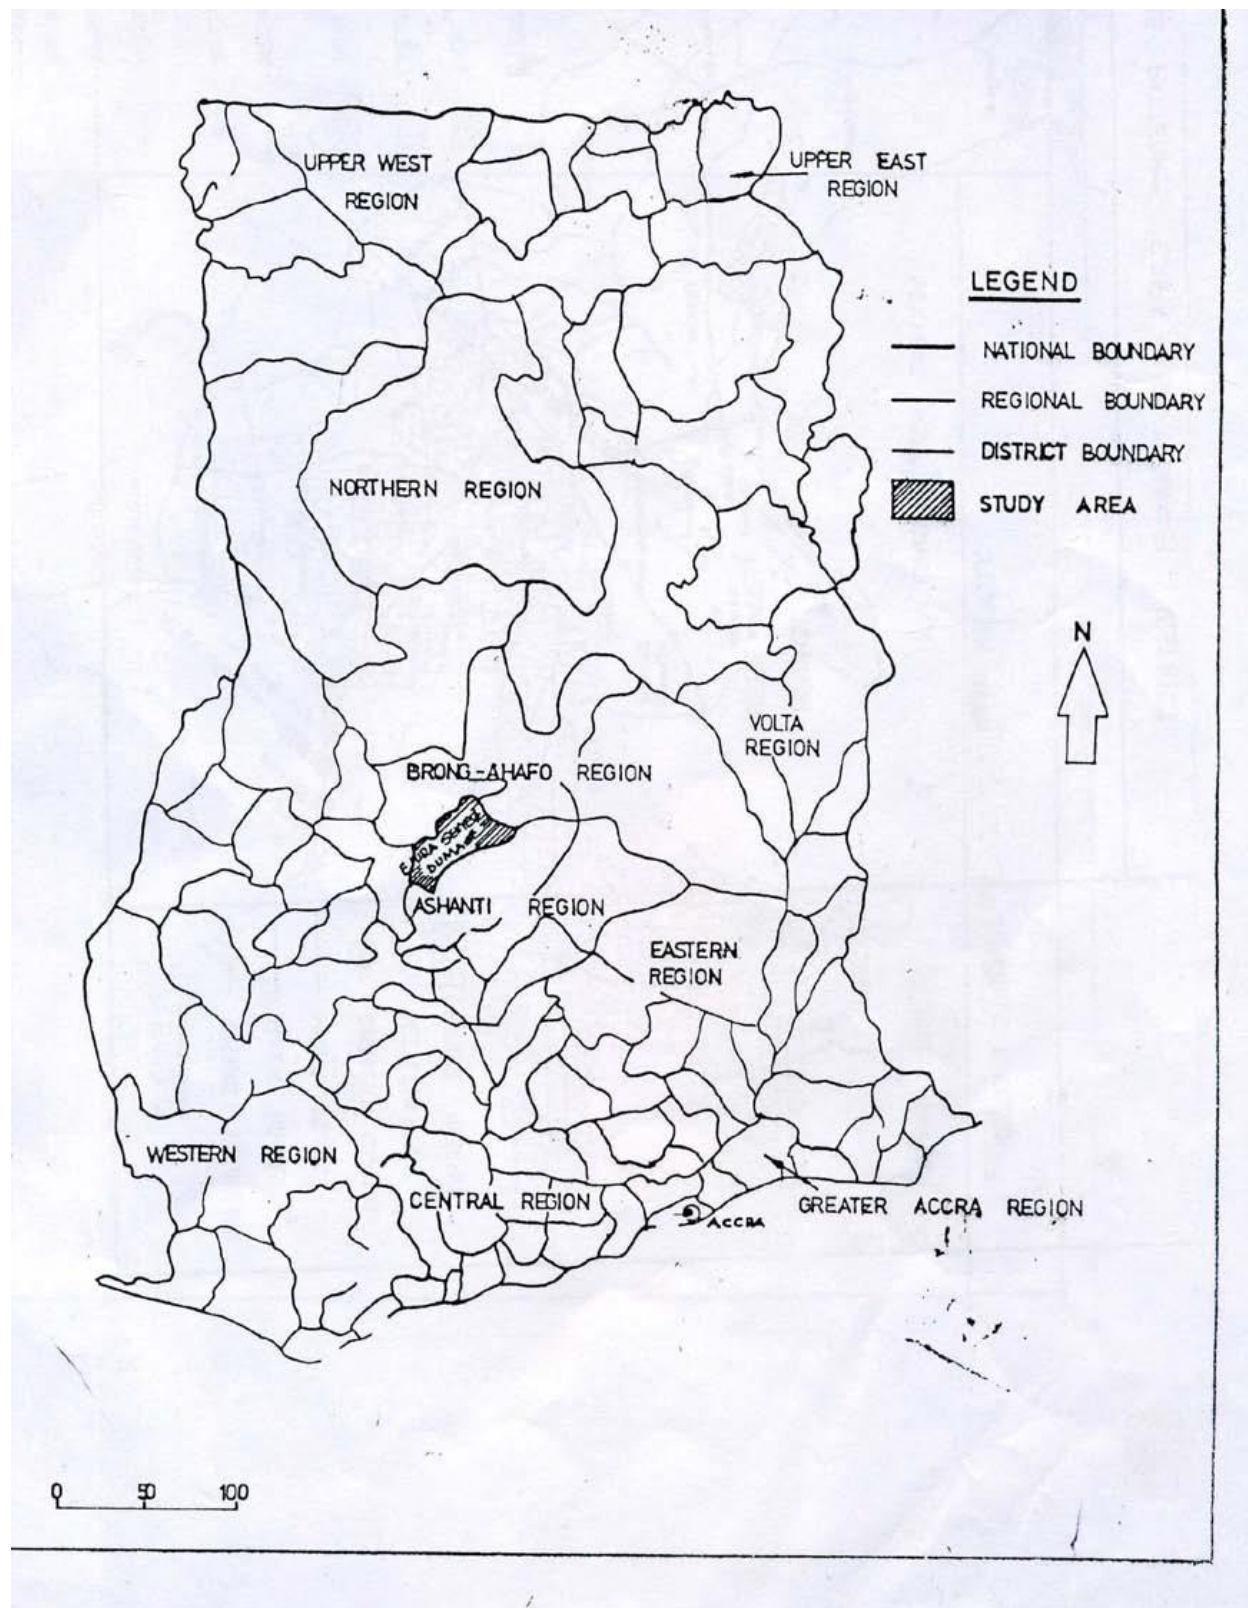 UPPER WEST
REGION
UPPER EAST
REGION
LEGEND
NATIONAL BOUNDARY
REGIONAL BOUNDARY
DISTRICT BOUNDARY
STUDY AREA
NORTHERN REGION
N
VOLTA
REGION
BRONG-AHAFO REGION
ASHANTI REGION
EASTERN
REGION
WESTERN REGION
CENTRAL REGION
GREATER ACCRA REGION
ACCRA
0 50 100